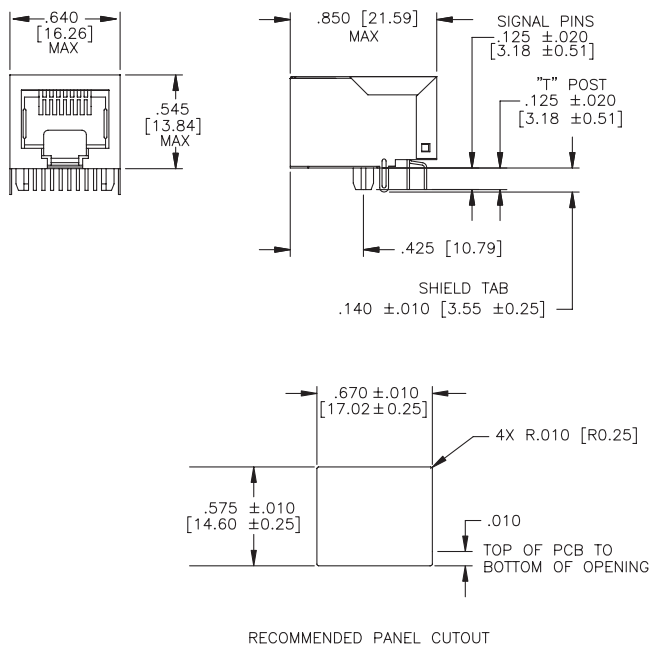 .640
[16.26]
MAX
.545
[13.84]
MAX
.850 [21.59]
MAX
SIGNAL PINS
.125 ±.020
[3.18 ±0.51]
"T" POST
.125 ±.020
[3.18 ±0.51]
.425 [10.79]
SHIELD TAB
.140 ±.010 [3.55 ±0.25]
.670 ±.010
[17.02±0.25]
4X R.010 [R0.25]
.575 ±.010
[14.60 ±0.25]
.010
TOP OF PCB TO
BOTTOM OF OPENING
RECOMMENDED PANEL CUTOUT